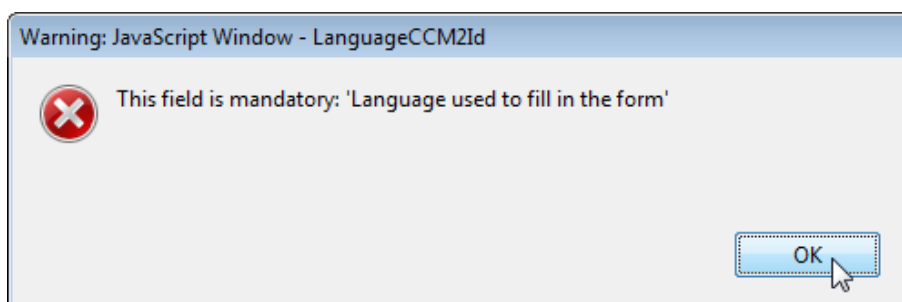 Warning: JavaScript Window - LanguageCCM2Id
This field is mandatory: 'Language used to fill in the form'
OK